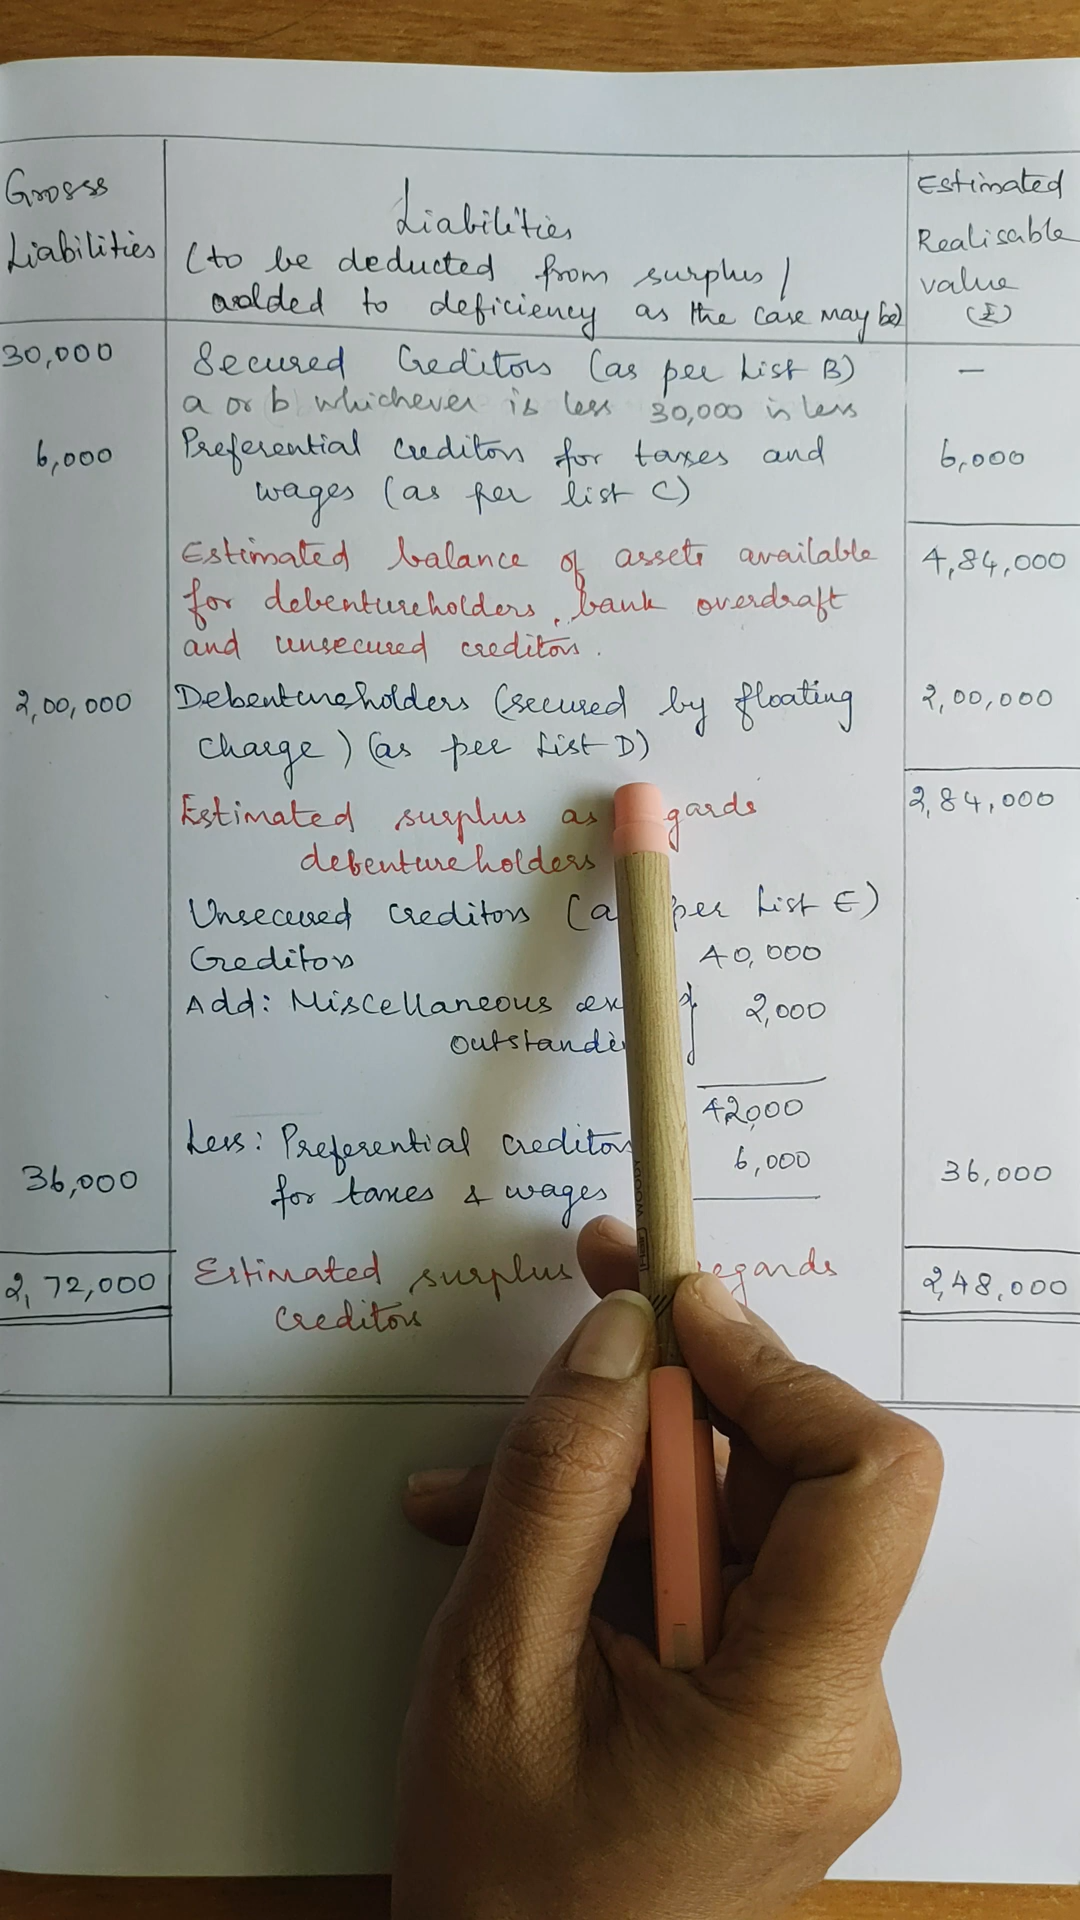 Grosss
Liabilities
Liabilities
(to be deducted from surplus /
added to deficiency as the case may be)
Estimated
Realisable
value
(₹)
30,000 Secured Creditors (as per List B) —
a or b whichever is less 30,000 is less
6,000 Preferential creditors for taxes and 6,000
wages (as per list C)
Estimated balance of assets available 4,84,000
for debentureholders, bank overdraft
and unsecured creditors.
2,00,000 Debentureholders (secured by floating 2,00,000
charge) (as per List D)
Estimated surplus as gards 2,84,000
debentureholders
Unsecured creditors (a per List E)
Creditors 40,000
Add: Miscellaneous ex 2,000
outstandi
42,000
Less: Preferential creditors 6,000
36,000 for taxes & wages 36,000
2,72,000 Estimated surplus regards 2,48,000
creditors
WOODY